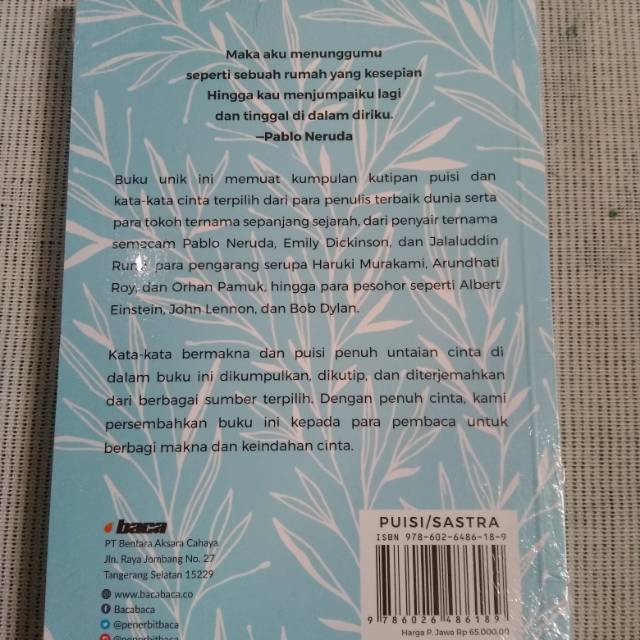 Maka aku menunggumu
seperti sebuah rumah yang kesepian
Hingga kau menjumpaiku lagi
dan tinggal di dalam diriku.
—Pablo Neruda
Buku unik ini memuat kumpulan kutipan puisi dan
kata-kata cinta terpilih dari para penulis terbaik dunia serta
para tokoh ternama sepanjang sejarah, dari penyair ternama
semacam Pablo Neruda, Emily Dickinson, dan Jalaluddin
Rumi, para pengarang serupa Haruki Murakami, Arundhati
Roy, dan Orhan Pamuk, hingga para pesohor seperti Albert
Einstein, John Lennon, dan Bob Dylan.
Kata-kata bermakna dan puisi penuh untaian cinta di
dalam buku ini dikumpulkan, dikutip, dan diterjemahkan
dari berbagai sumber terpilih. Dengan penuh cinta, kami
persembahkan buku ini kepada para pembaca untuk
berbagi makna dan keindahan cinta.
baca
PT Bentara Aksara Cahaya
Jln. Raya Jombang No. 27
Tangerang Selatan 15229
www.bacabaca.co
Bacabaca
@penerbitbaca
@penerbitbaca
PUISI/SASTRA
ISBN 978-602-6486-18-9
9 786026 486189
Harga P. Jawa Rp 65.000,00